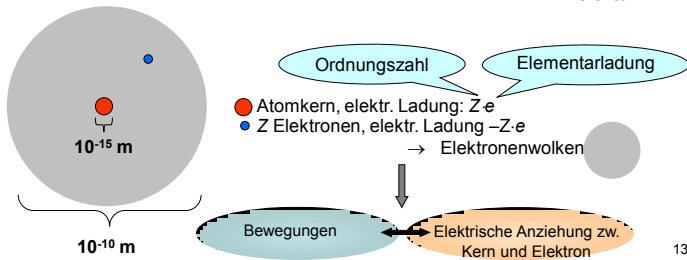 Ordnungszahl
Elementarladung
Atomkern, elektr. Ladung: Z·e
Z Elektronen, elektr. Ladung –Z·e
→ Elektronenwolken
10⁻¹⁵ m
10⁻¹⁰ m
Bewegungen
Elektrische Anziehung zw.
Kern und Elektron
13